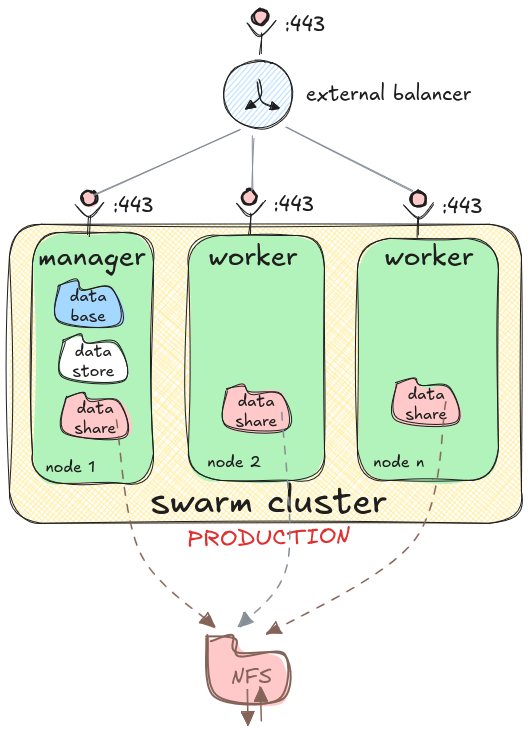 :443
external balancer
:443
:443
:443
manager
worker
worker
data
base
data
store
data
share
data
share
data
share
node 1
node 2
node n
swarm cluster
PRODUCTION
NFS